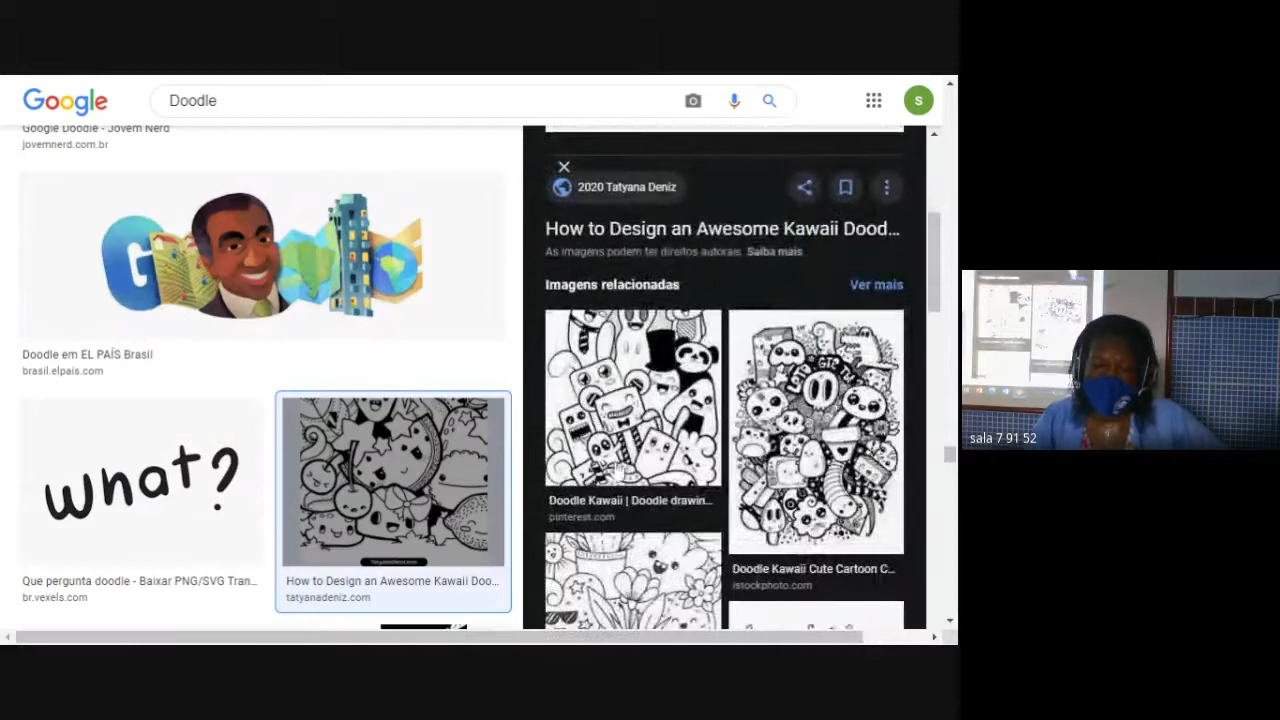 Google
Doodle
S
Google Doodle - Jovem Nerd
jovemnerd.com.br
Doodle em EL PAÍS Brasil
brasil.elpais.com
what?
Que pergunta doodle - Baixar PNG/SVG Tran...
br.vexels.com
TatyanaDeniz.com
How to Design an Awesome Kawaii Doo...
tatyanadeniz.com
2020 Tatyana Deniz
How to Design an Awesome Kawaii Dood...
As imagens podem ter direitos autorais. Saiba mais
Imagens relacionadas
Ver mais
Doodle Kawaii | Doodle drawin...
pinterest.com
Doodle Kawaii Cute Cartoon C...
istockphoto.com
sala 7 91 52